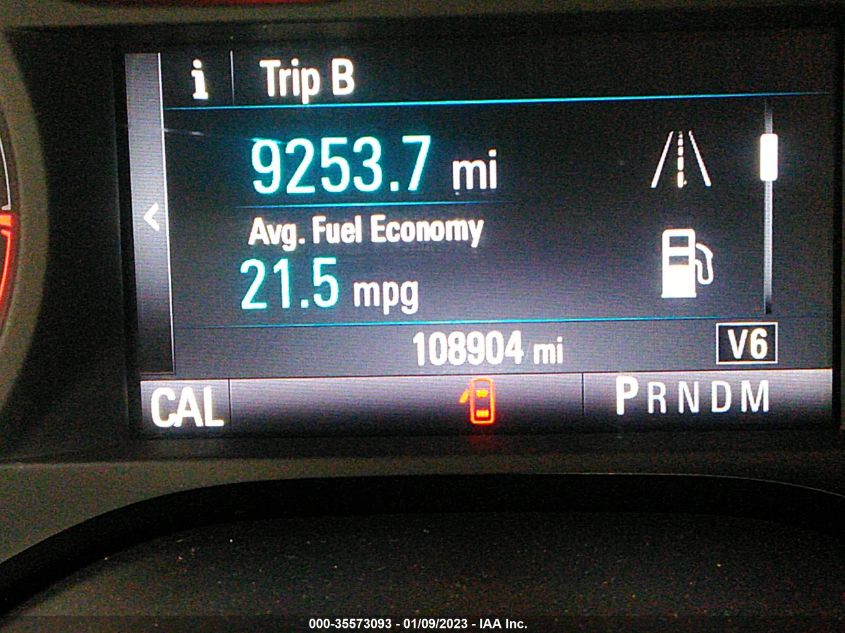 i Trip B
9253.7 mi
Avg. Fuel Economy
21.5 mpg
108904 mi V6
CAL PRNDM
000-35573093 - 01/09/2023 - IAA Inc.